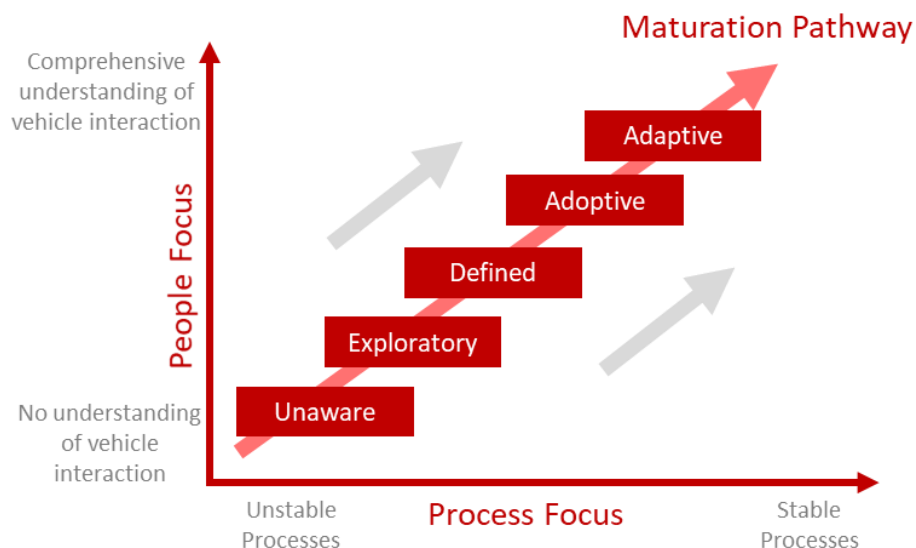 Maturation Pathway
Comprehensive
understanding of
vehicle interaction
Adaptive
Adoptive
Defined
Exploratory
Unaware
People Focus
No understanding
of vehicle
interaction
Unstable
Processes
Process Focus
Stable
Processes